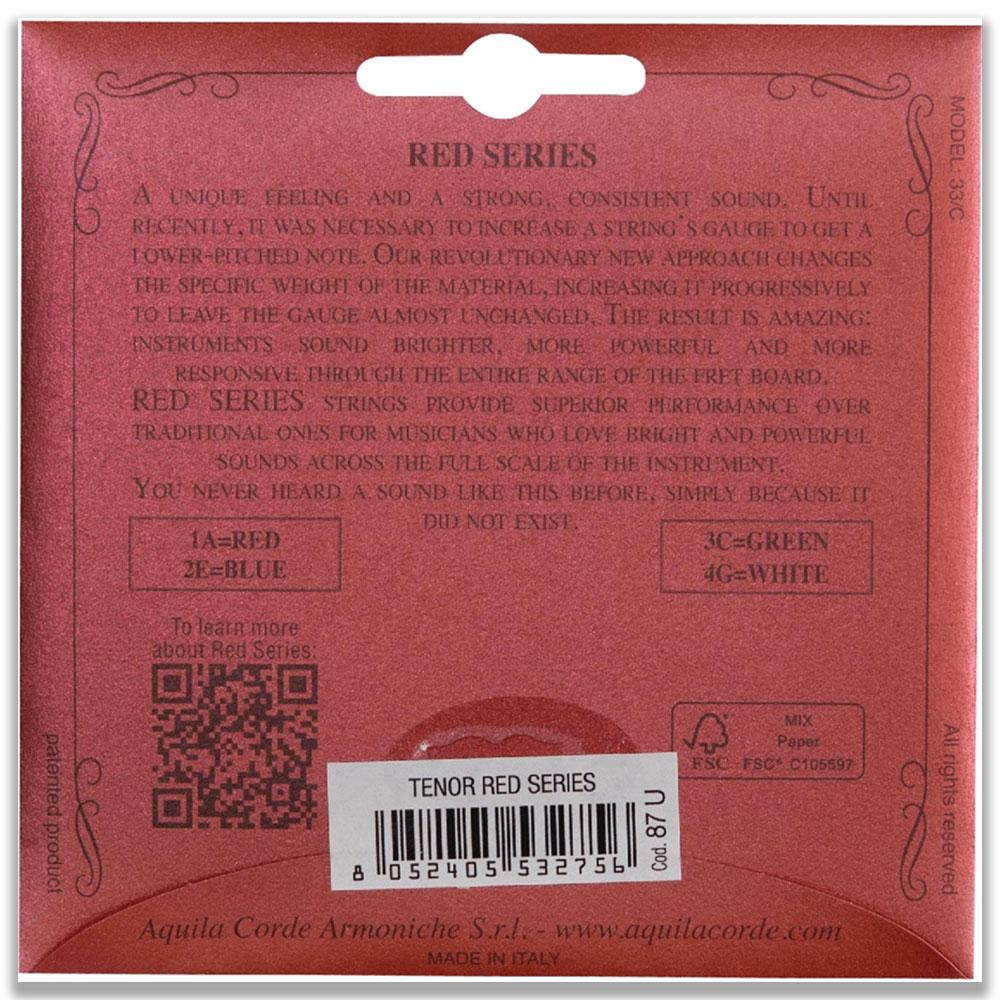 RED SERIES
A UNIQUE FEELING AND A STRONG, CONSISTENT SOUND. UNTIL
RECENTLY, IT WAS NECESSARY TO INCREASE A STRING'S GAUGE TO GET A
LOWER-PITCHED NOTE. OUR REVOLUTIONARY NEW APPROACH CHANGES
THE SPECIFIC WEIGHT OF THE MATERIAL, INCREASING IT PROGRESSIVELY
TO LEAVE THE GAUGE ALMOST UNCHANGED. THE RESULT IS AMAZING:
INSTRUMENTS SOUND BRIGHTER, MORE POWERFUL AND MORE
RESPONSIVE THROUGH THE ENTIRE RANGE OF THE FRET BOARD.
RED SERIES STRINGS PROVIDE SUPERIOR PERFORMANCE OVER
TRADITIONAL ONES FOR MUSICIANS WHO LOVE BRIGHT AND POWERFUL
SOUNDS ACROSS THE FULL SCALE OF THE INSTRUMENT.
YOU NEVER HEARD A SOUND LIKE THIS BEFORE, SIMPLY BECAUSE IT
DID NOT EXIST.
1A=RED
2E=BLUE
3C=GREEN
4G=WHITE
To learn more
about Red Series:
MIX
Paper
FSC FSC® C105597
TENOR RED SERIES
8 052405 532756
Cod. 87 U
Aquila Corde Armoniche S.r.l. - www.aquilacorde.com
MADE IN ITALY
patented product
MODEL: 33C
All rights reserved